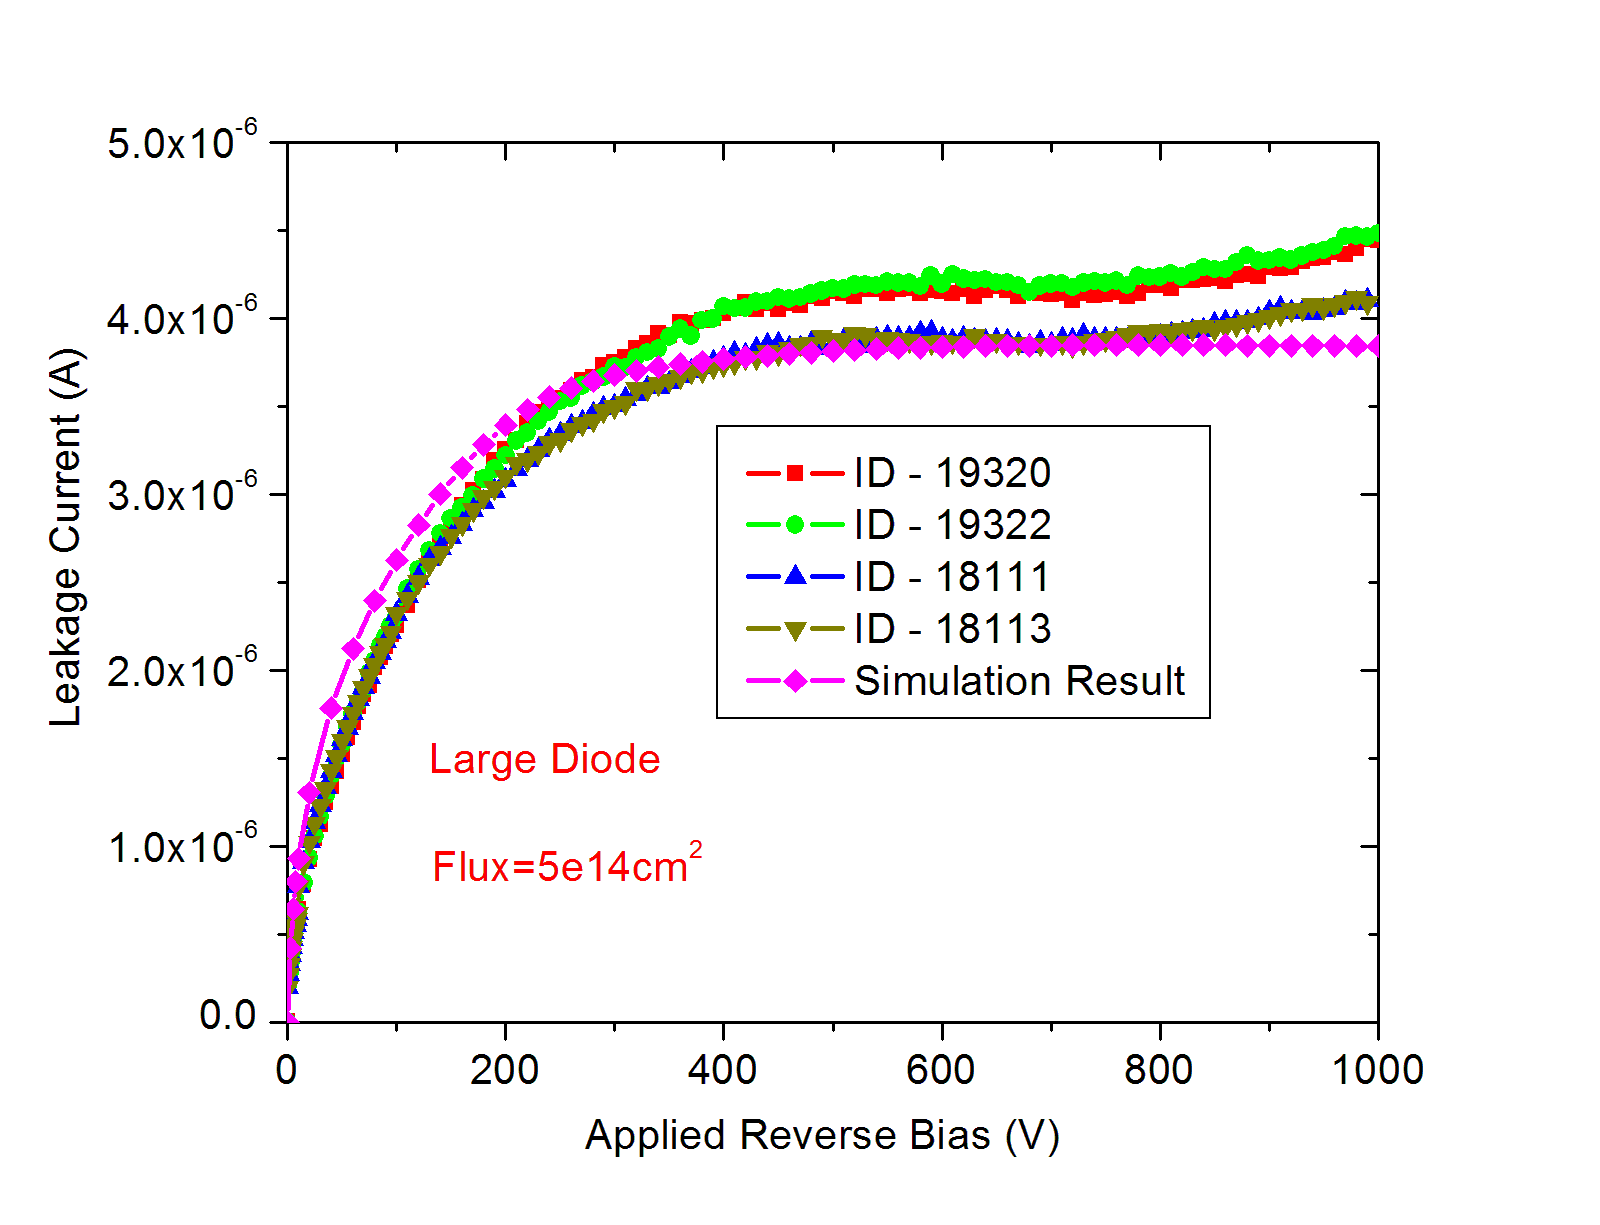 5.0x10⁻⁶
4.0x10⁻⁶
3.0x10⁻⁶
2.0x10⁻⁶
1.0x10⁻⁶
0.0
Leakage Current (A)
ID - 19320
ID - 19322
ID - 18111
ID - 18113
Simulation Result
Large Diode
Flux=5e14cm²
0 200 400 600 800 1000
Applied Reverse Bias (V)